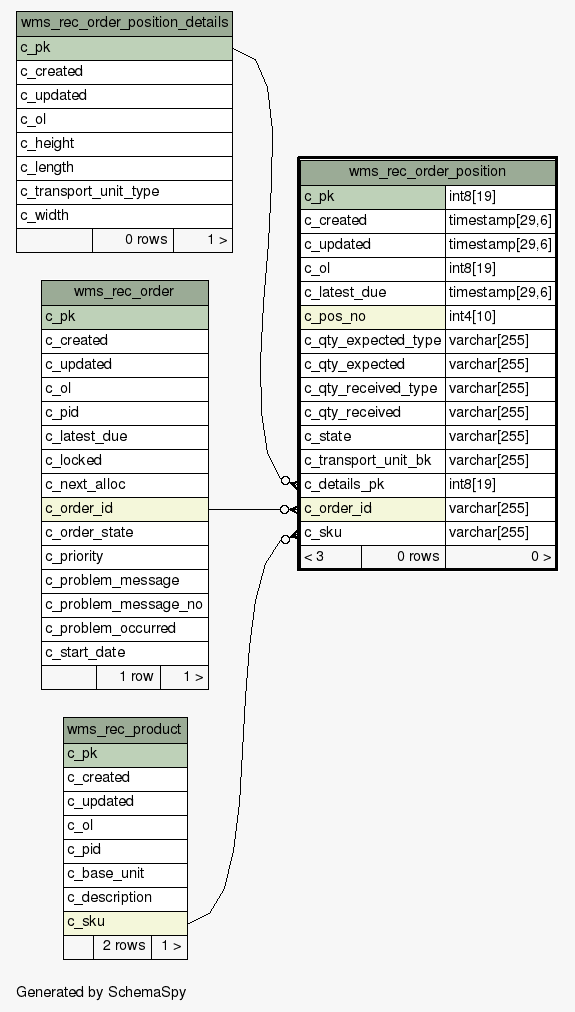 wms_rec_order_position_details
c_pk
c_created
c_updated
c_ol
c_height
c_length
c_transport_unit_type
c_width
0 rows 1 >
wms_rec_order
c_pk
c_created
c_updated
c_ol
c_pid
c_latest_due
c_locked
c_next_alloc
c_order_id
c_order_state
c_priority
c_problem_message
c_problem_message_no
c_problem_occurred
c_start_date
1 row 1 >
wms_rec_product
c_pk
c_created
c_updated
c_ol
c_pid
c_base_unit
c_description
c_sku
2 rows 1 >
wms_rec_order_position
c_pk int8[19]
c_created timestamp[29,6]
c_updated timestamp[29,6]
c_ol int8[19]
c_latest_due timestamp[29,6]
c_pos_no int4[10]
c_qty_expected_type varchar[255]
c_qty_expected varchar[255]
c_qty_received_type varchar[255]
c_qty_received varchar[255]
c_state varchar[255]
c_transport_unit_bk varchar[255]
c_details_pk int8[19]
c_order_id varchar[255]
c_sku varchar[255]
< 3 0 rows 0 >
Generated by SchemaSpy